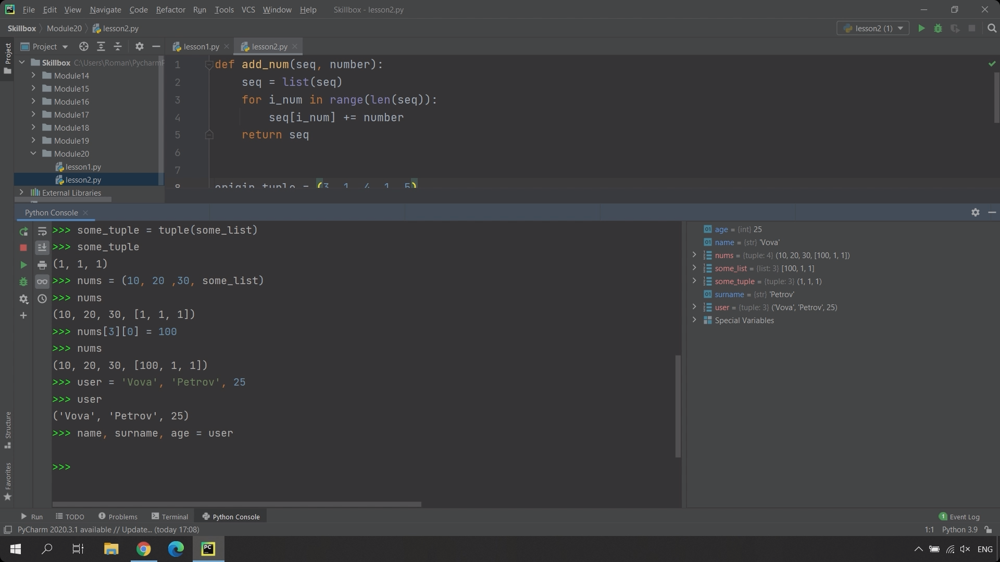 PC File Edit View Navigate Code Refactor Run Tools VCS Window Help Skillbox - lesson2.py
Skillbox Module20 lesson2.py lesson2 (1)
Project
Project
lesson1.py lesson2.py
Skillbox C:\Users\Roman\PycharmP
Module14
Module15
Module16
Module17
Module18
Module19
Module20
lesson1.py
lesson2.py
External Libraries
1 def add_num(seq, number):
2 seq = list(seq)
3 for i_num in range(len(seq)):
4 seq[i_num] += number
5 return seq
6
7
8 origin_tuple = (3, 1, 4, 1, 5)
Python Console
>>> some_tuple = tuple(some_list)
>>> some_tuple
(1, 1, 1)
>>> nums = (10, 20 ,30, some_list)
>>> nums
(10, 20, 30, [1, 1, 1])
>>> nums[3][0] = 100
>>> nums
(10, 20, 30, [100, 1, 1])
>>> user = 'Vova', 'Petrov', 25
>>> user
('Vova', 'Petrov', 25)
>>> name, surname, age = user
>>>
age = {int} 25
name = {str} 'Vova'
nums = {tuple: 4} (10, 20, 30, [100, 1, 1])
some_list = {list: 3} [100, 1, 1]
some_tuple = {tuple: 3} (1, 1, 1)
surname = {str} 'Petrov'
user = {tuple: 3} ('Vova', 'Petrov', 25)
Special Variables
Structure
Favorites
Run TODO Problems Terminal Python Console 1 Event Log
PyCharm 2020.3.1 available // Update... (today 17:08) 1:1 Python 3.9
PC ENG